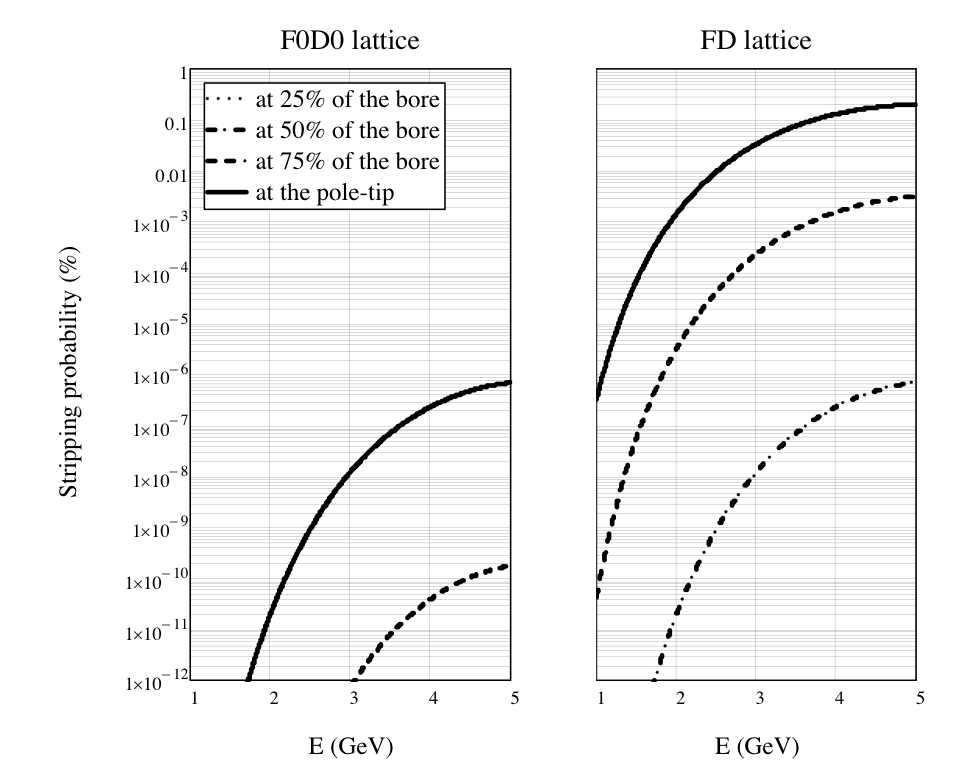 F0D0 lattice
FD lattice
at 25% of the bore
at 50% of the bore
at 75% of the bore
at the pole-tip
Stripping probability (%)
1
0.1
0.01
1×10⁻³
1×10⁻⁴
1×10⁻⁵
1×10⁻⁶
1×10⁻⁷
1×10⁻⁸
1×10⁻⁹
1×10⁻¹⁰
1×10⁻¹¹
1×10⁻¹²
1 2 3 4 5
1 2 3 4 5
E (GeV)
E (GeV)